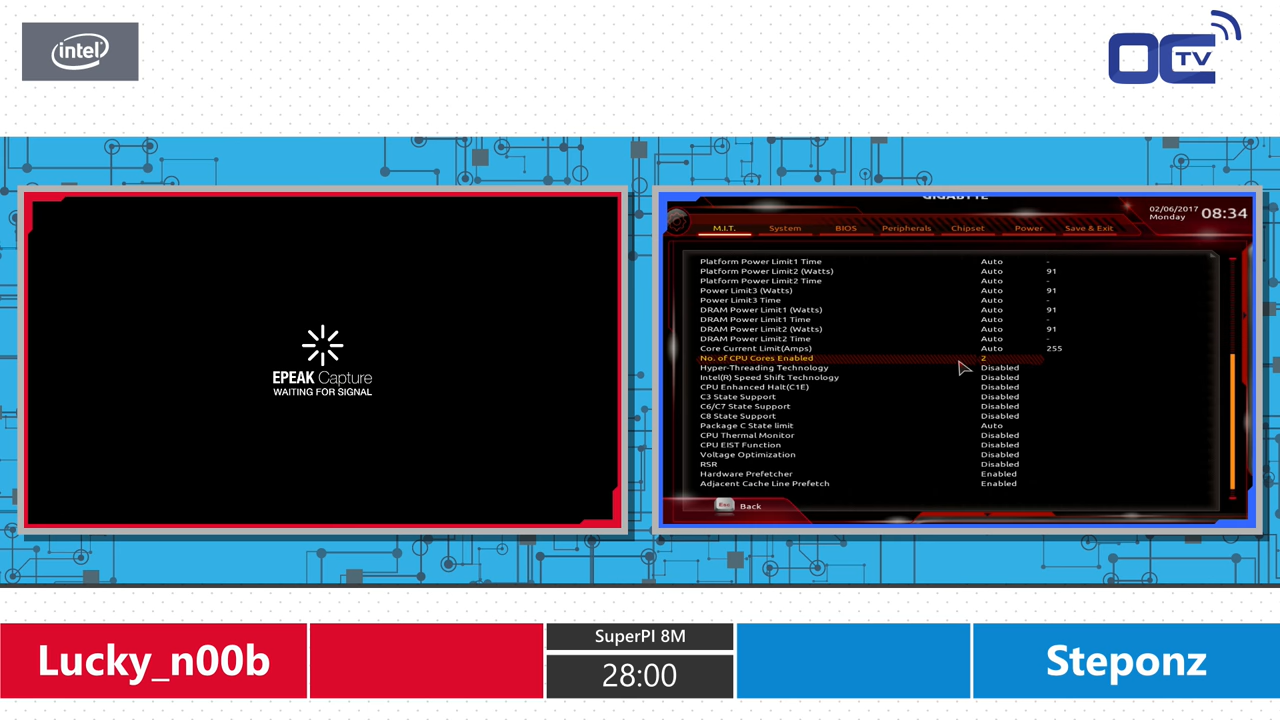 intel
OC TV
EPEAK Capture
WAITING FOR SIGNAL
GIGABYTE
02/06/2017
Monday
08:34
M.I.T. System BIOS Peripherals Chipset Power Save & Exit
Platform Power Limit1 Time Auto -
Platform Power Limit2 (Watts) Auto 91
Platform Power Limit2 Time Auto -
Power Limit3 (Watts) Auto 91
Power Limit3 Time Auto -
DRAM Power Limit1 (Watts) Auto 91
DRAM Power Limit1 Time Auto -
DRAM Power Limit2 (Watts) Auto 91
DRAM Power Limit2 Time Auto -
Core Current Limit(Amps) Auto 255
No. of CPU Cores Enabled 2
Hyper-Threading Technology Disabled
Intel(R) Speed Shift Technology Disabled
CPU Enhanced Halt(C1E) Disabled
C3 State Support Disabled
C6/C7 State Support Disabled
C8 State Support Disabled
Package C State limit Auto
CPU Thermal Monitor Disabled
CPU EIST Function Disabled
Voltage Optimization Disabled
RSR Disabled
Hardware Prefetcher Enabled
Adjacent Cache Line Prefetch Enabled
Esc Back
Lucky_n00b
SuperPI 8M
28:00
Steponz